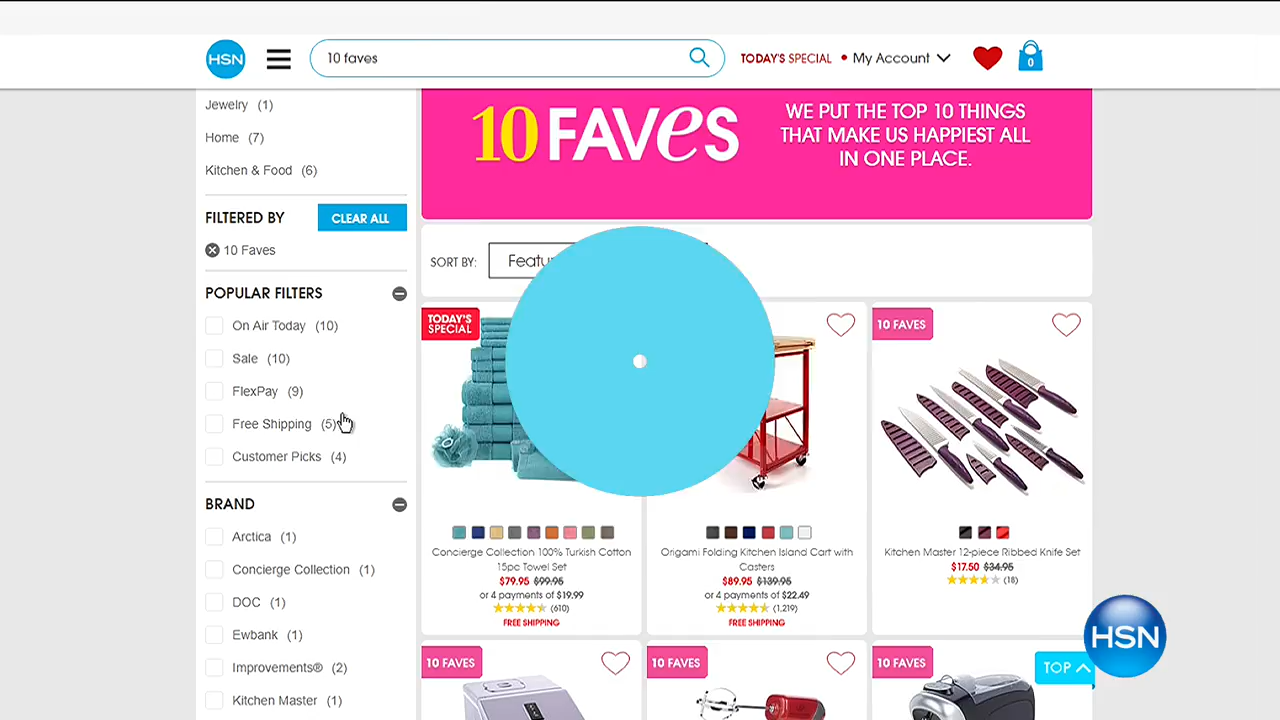 HSN
10 faves
TODAY'S SPECIAL
My Account
0
Jewelry (1)
Home (7)
Kitchen & Food (6)
FILTERED BY
CLEAR ALL
10 Faves
POPULAR FILTERS
On Air Today (10)
Sale (10)
FlexPay (9)
Free Shipping (5)
Customer Picks (4)
BRAND
Arctica (1)
Concierge Collection (1)
DOC (1)
Ewbank (1)
Improvements® (2)
Kitchen Master (1)
10 FAVeS
WE PUT THE TOP 10 THINGS
THAT MAKE US HAPPIEST ALL
IN ONE PLACE.
SORT BY:
TODAY'S
SPECIAL
Concierge Collection 100% Turkish Cotton
15pc Towel Set
$79.95 $99.95
or 4 payments of $19.99
(610)
FREE SHIPPING
Origami Folding Kitchen Island Cart with
Casters
$89.95 $139.95
or 4 payments of $22.49
(1,219)
FREE SHIPPING
10 FAVES
Kitchen Master 12-piece Ribbed Knife Set
$17.50 $34.95
(18)
10 FAVES
10 FAVES
10 FAVES
TOP
HSN